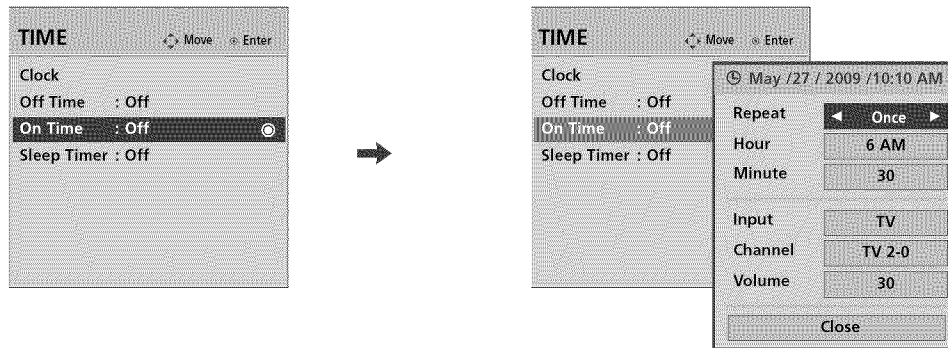 TIME Move Enter
Clock
Off Time : Off
On Time : Off
Sleep Timer : Off
TIME Move Enter
Clock
Off Time : Off
On Time : Off
Sleep Timer : Off
May /27 / 2009 /10:10 AM
Repeat ◄ Once ►
Hour 6 AM
Minute 30
Input TV
Channel TV 2-0
Volume 30
Close